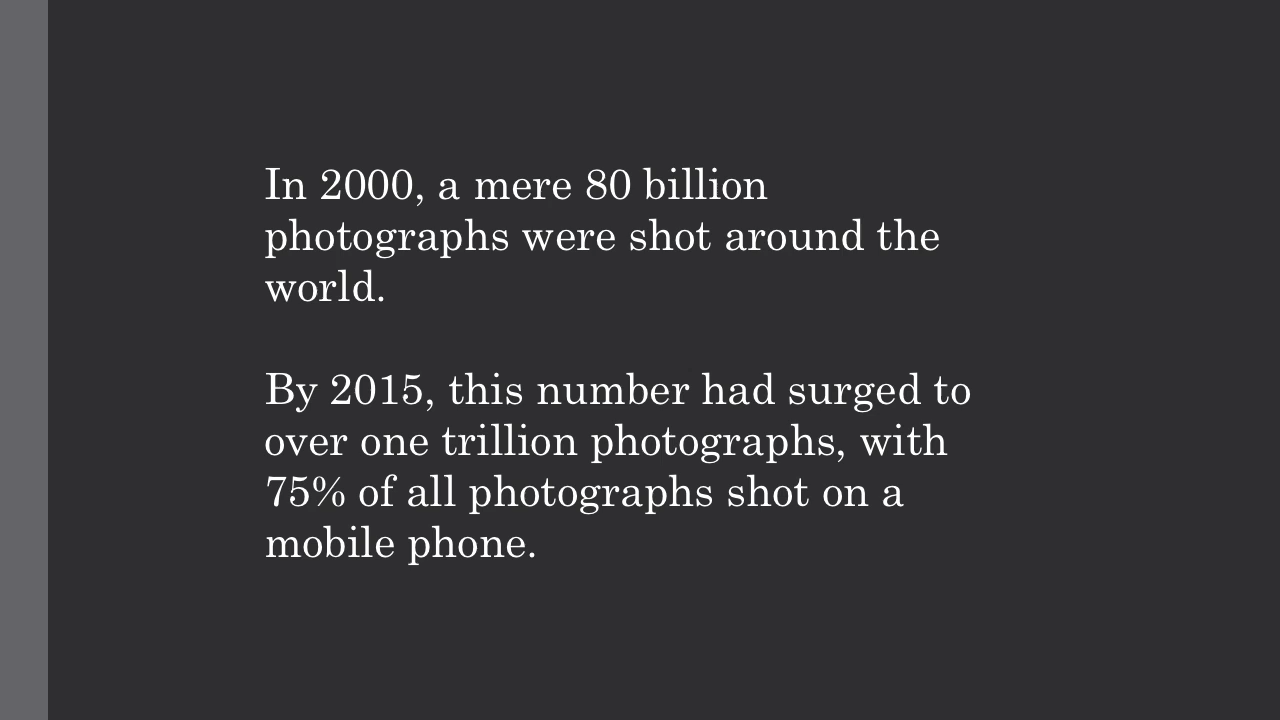 In 2000, a mere 80 billion
photographs were shot around the
world.
By 2015, this number had surged to
over one trillion photographs, with
75% of all photographs shot on a
mobile phone.